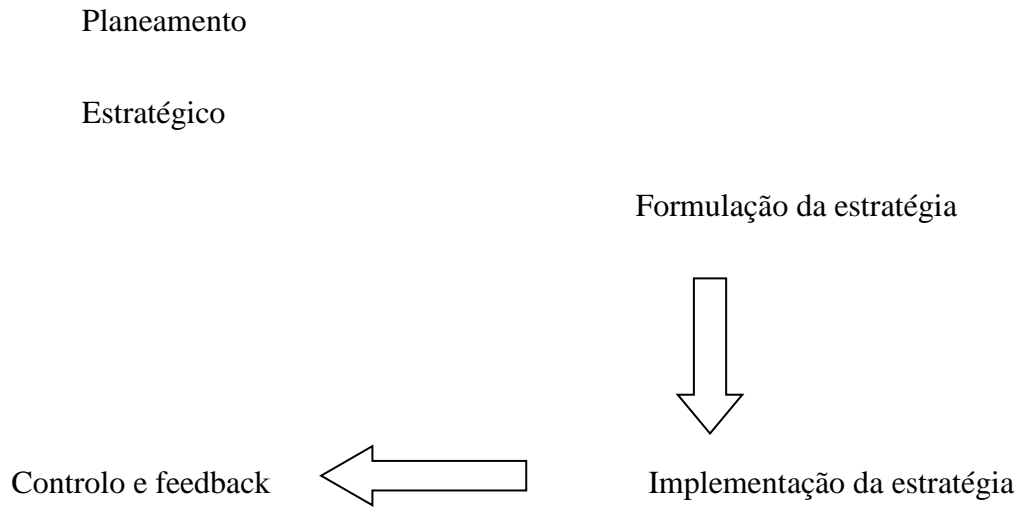 Planeamento
Estratégico
Formulação da estratégia
Controlo e feedback
Implementação da estratégia